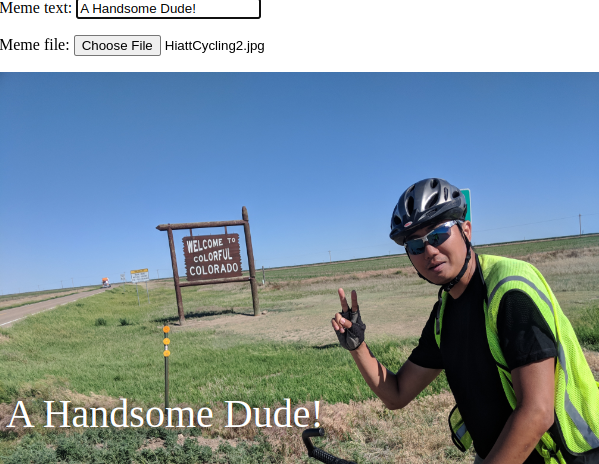 Meme text: A Handsome Dude!
Meme file: Choose File HiattCycling2.jpg
WELCOME TO
COLORFUL
COLORADO
A Handsome Dude!